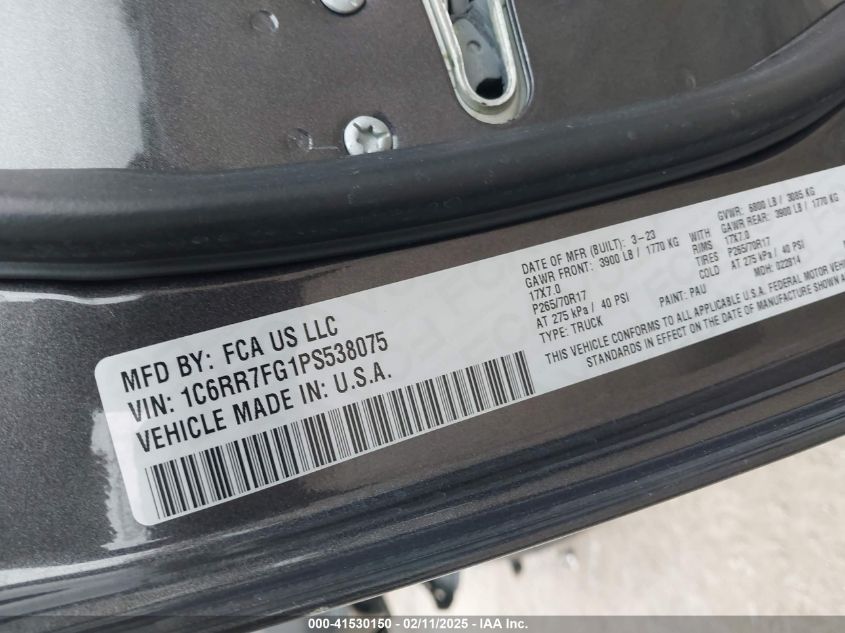 MFD BY: FCA US LLC
VIN: 1C6RR7FG1PS538075
VEHICLE MADE IN: U.S.A.
DATE OF MFR (BUILT): 3-23
GVWR: 6800 LB / 3085 KG
GAWR FRONT: 3900 LB / 1770 KG WITH GAWR REAR: 3900 LB / 1770 KG
17X7.0 RIMS 17X7.0
P265/70R17 TIRES P265/70R17
AT 275 kPa / 40 PSI COLD AT 275 kPa / 40 PSI
TYPE: TRUCK PAINT: PAU MDH: 022814
THIS VEHICLE CONFORMS TO ALL APPLICABLE U.S.A. FEDERAL MOTOR
STANDARDS IN EFFECT ON THE DATE OF MANUFACTURE SHOWN
000-41530150 - 02/11/2025 - IAA Inc.